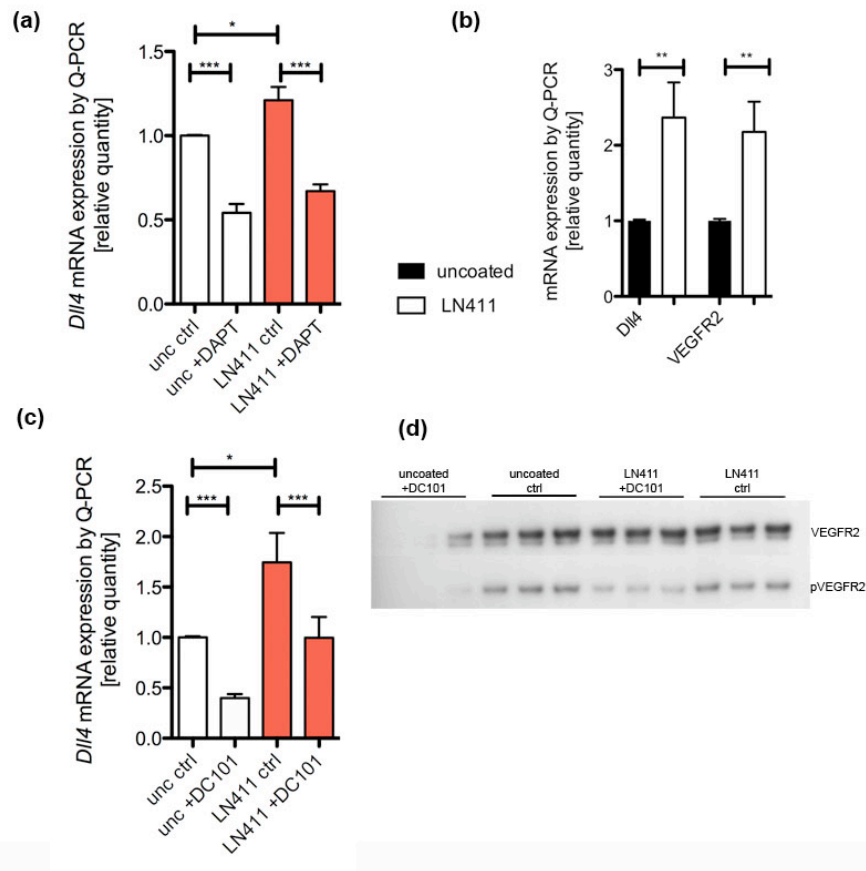 (a)
Dll4 mRNA expression by Q-PCR
[relative quantity]
1.5
1.0
0.5
0.0
*
***
***
unc ctrl
unc +DAPT
LN411 ctrl
LN411 +DAPT
(b)
mRNA expression by Q-PCR
[relative quantity]
3
2
1
0
**
**
Dll4
VEGFR2
uncoated
LN411
(c)
Dll4 mRNA expression by Q-PCR
[relative quantity]
2.5
2.0
1.5
1.0
0.5
0.0
*
***
***
unc ctrl
unc +DC101
LN411 ctrl
LN411 +DC101
(d)
uncoated
+DC101
uncoated
ctrl
LN411
+DC101
LN411
ctrl
VEGFR2
pVEGFR2